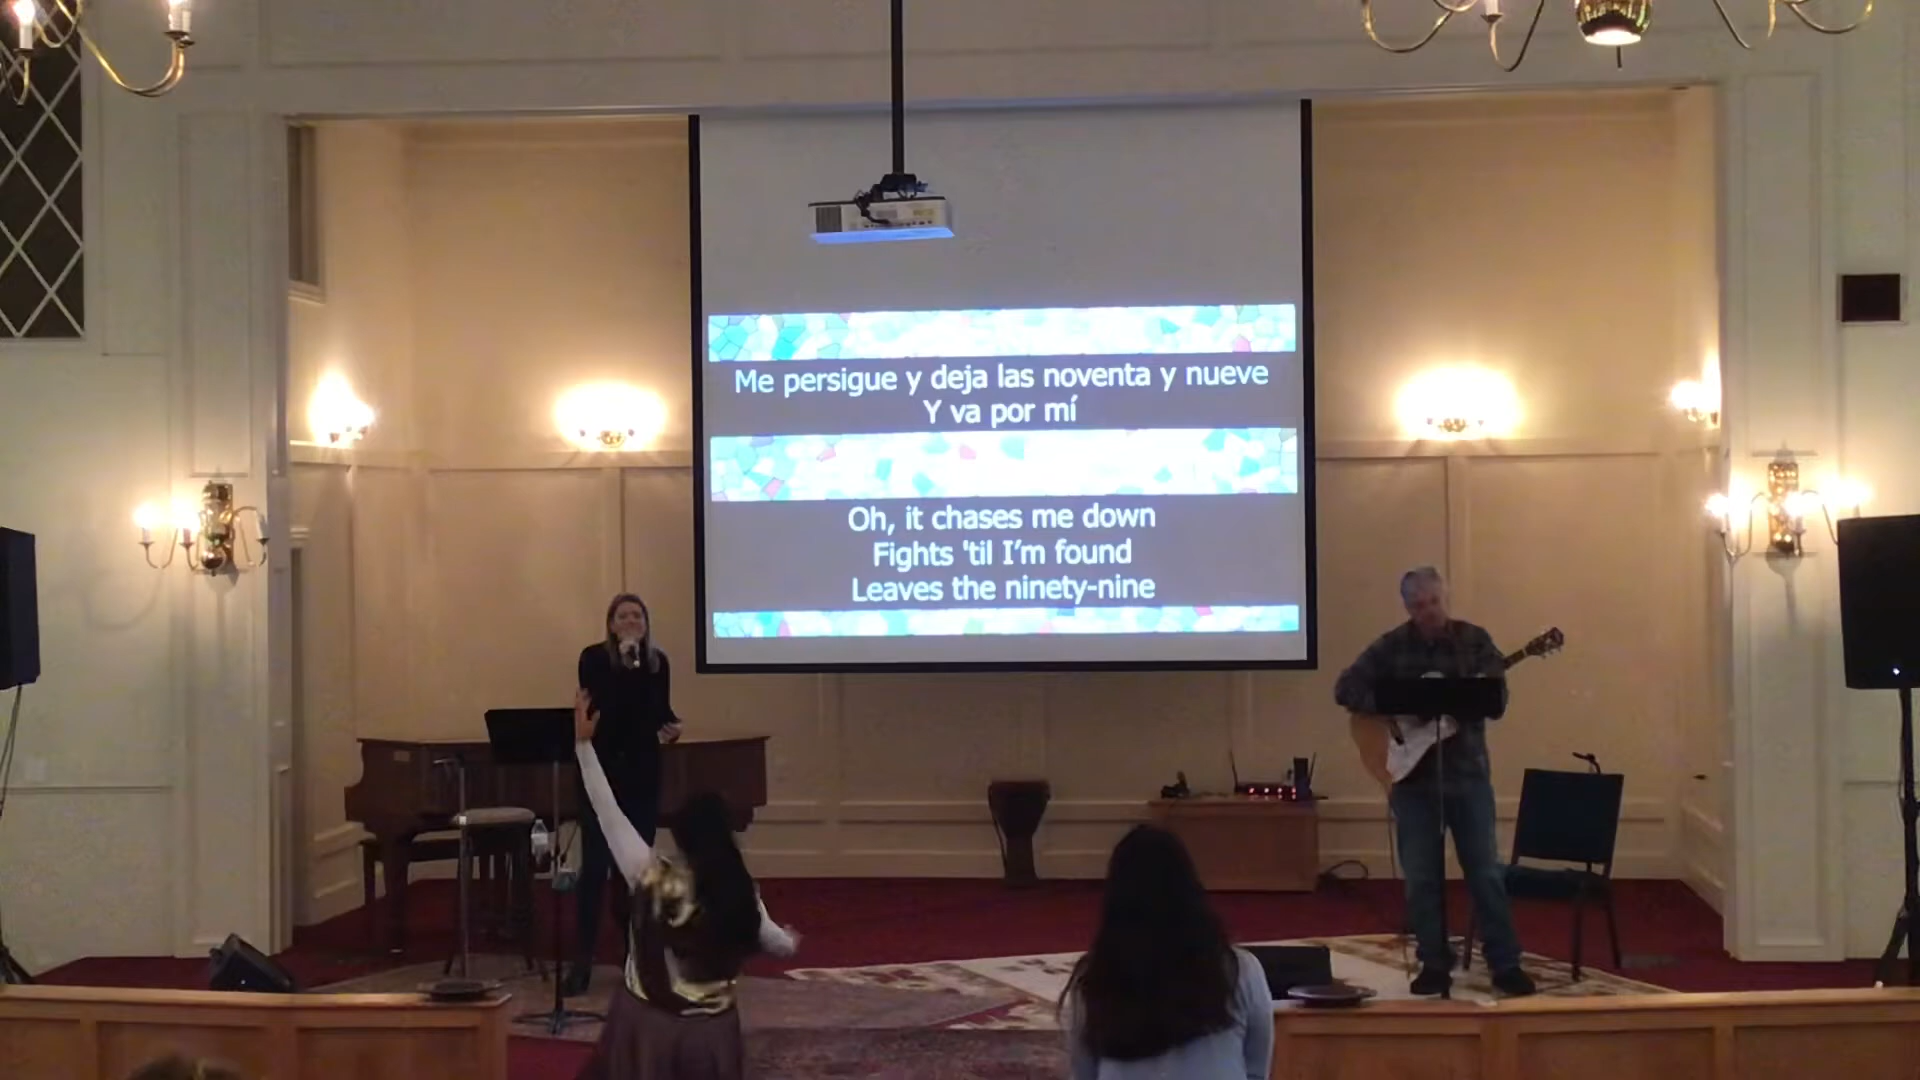 Me persigue y deja las noventa y nueve
Y va por mí
Oh, it chases me down
Fights 'til I’m found
Leaves the ninety-nine